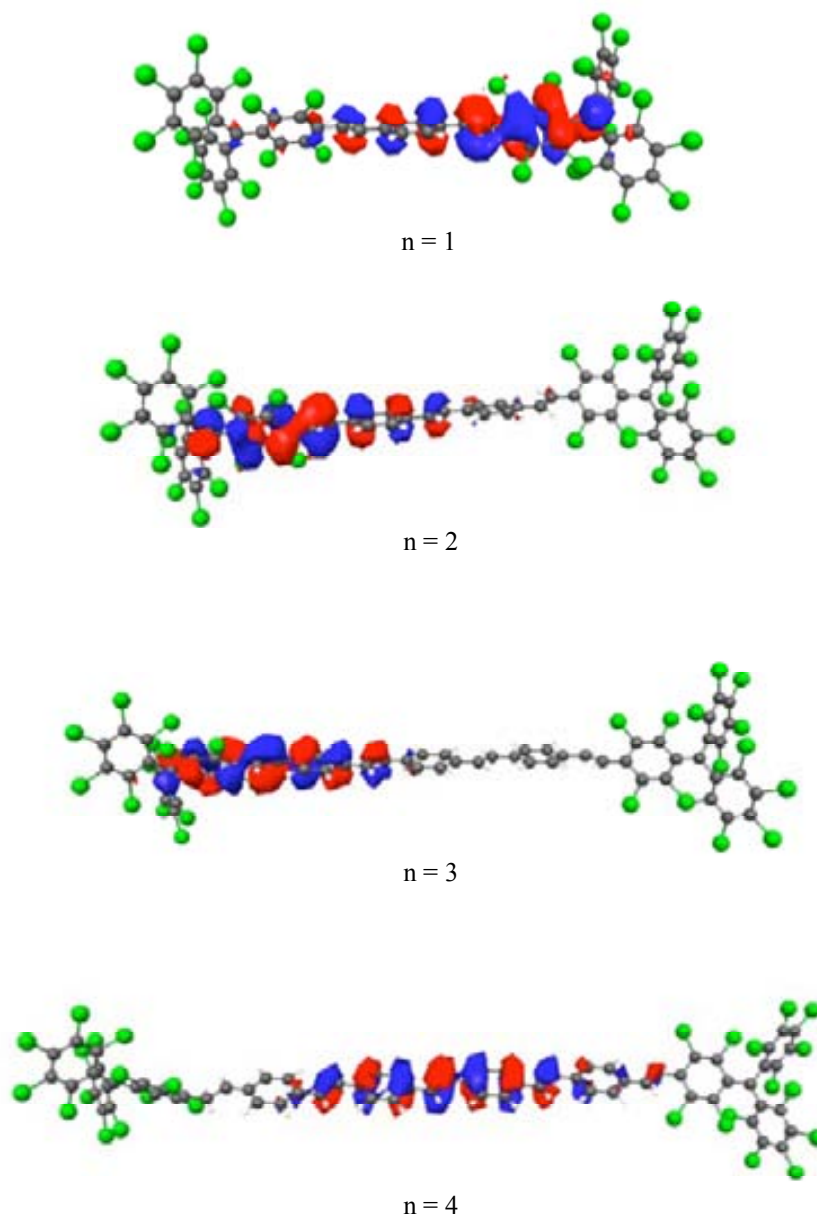 n = 1
n = 2
n = 3
n = 4